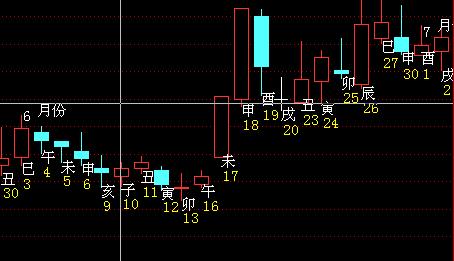 丑
30
6 月份
巳
3
午
4
未
5
申
6
亥
9
子
10
丑
11
寅
12
卯
13
午
16
未
17
申
18
酉
19
戌
20
丑
23
寅
24
卯
25
辰
26
巳
27
申
30
7 月
酉
1
戌
2